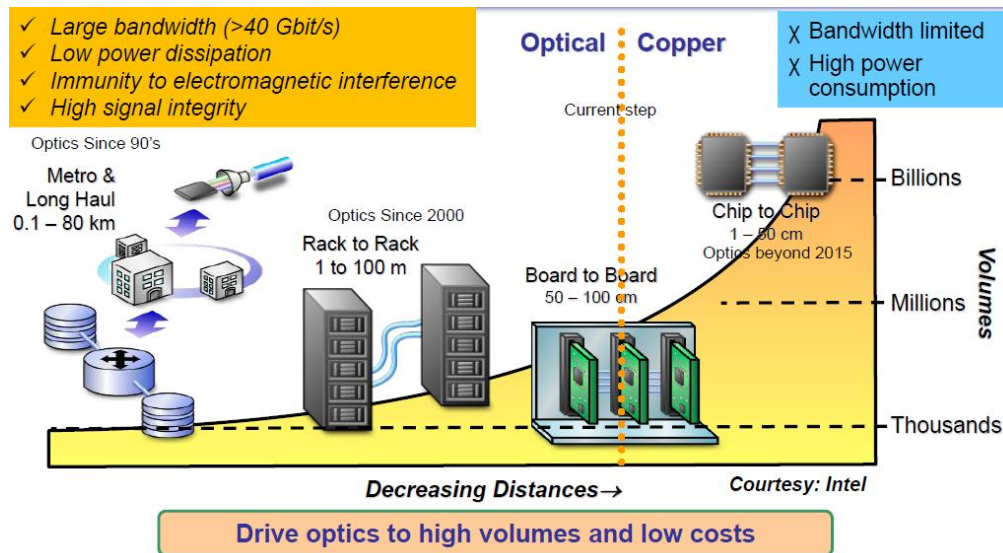 ✓ Large bandwidth (>40 Gbit/s)
✓ Low power dissipation
✓ Immunity to electromagnetic interference
✓ High signal integrity
Optical
Copper
Current step
X Bandwidth limited
X High power
consumption
Optics Since 90's
Metro &
Long Haul
0.1 – 80 km
Optics Since 2000
Rack to Rack
1 to 100 m
Board to Board
50 – 100 cm
Chip to Chip
1 – 50 cm
Optics beyond 2015
Billions
Millions
Thousands
Volumes
Decreasing Distances→
Courtesy: Intel
Drive optics to high volumes and low costs